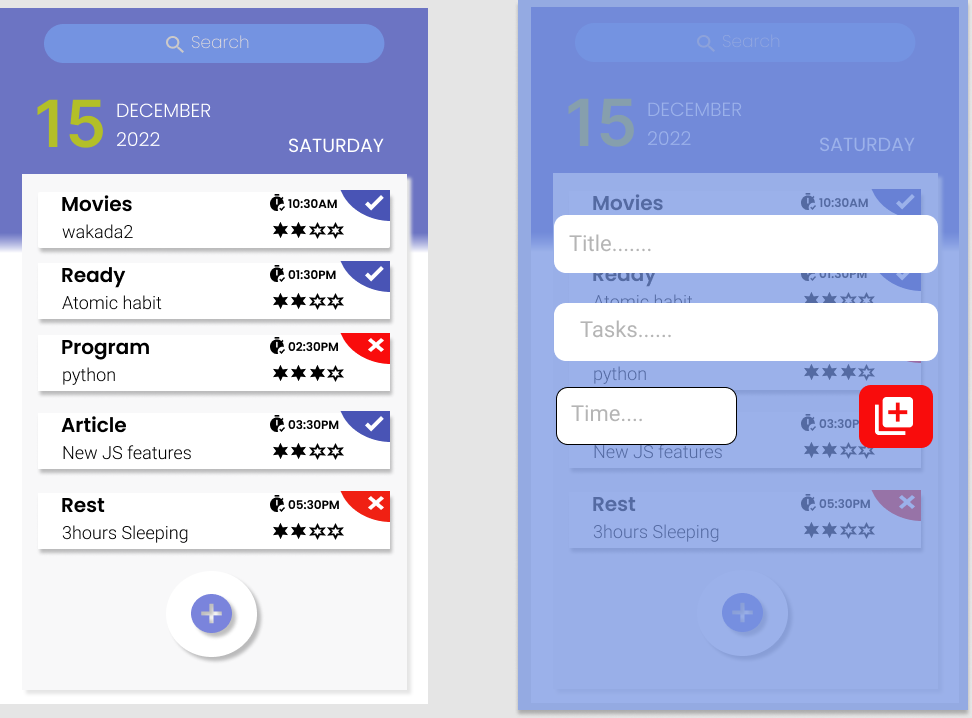 Search
15
DECEMBER
2022
SATURDAY
Movies
10:30AM
wakada2
Ready
01:30PM
Atomic habit
Program
02:30PM
python
Article
03:30PM
New JS features
Rest
05:30PM
3hours Sleeping
Search
15
DECEMBER
2022
SATURDAY
Movies
10:30AM
Title.......
Ready
01:30PM
Atomic habit
Tasks......
python
Time....
03:30P
New JS features
Rest
05:30PM
3hours Sleeping